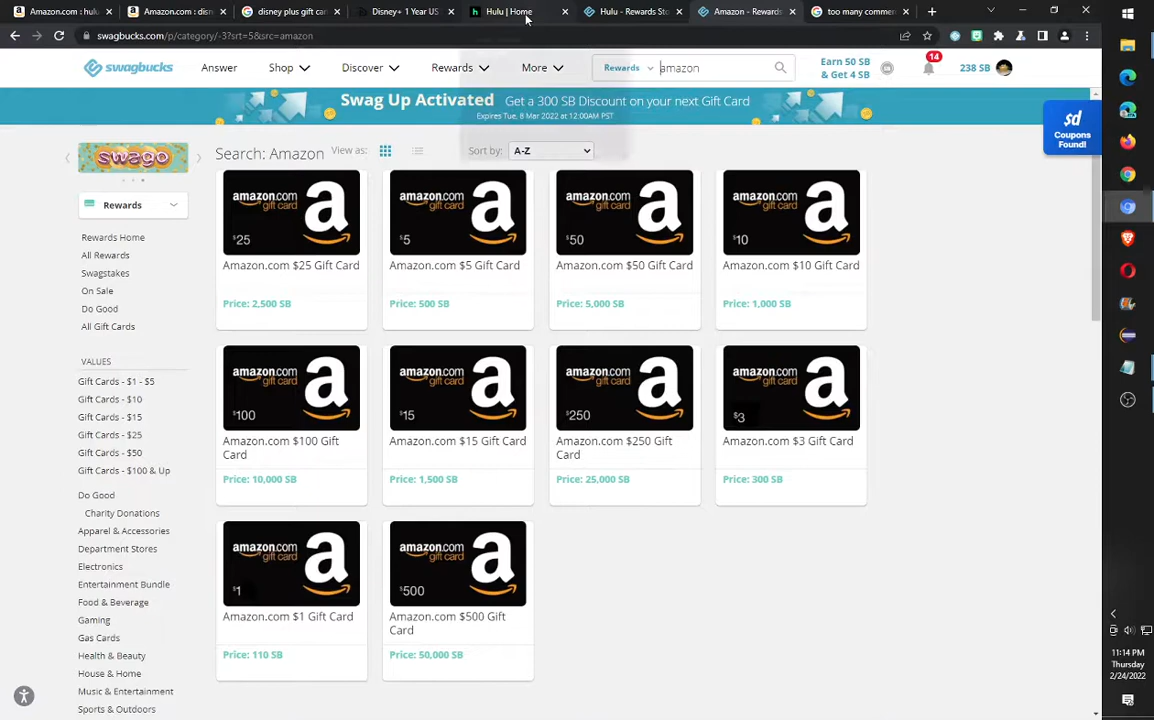 Amazon.com : hulu
Amazon.com : disn
disney plus gift car
Disney+ 1 Year US
Hulu | Home
Hulu - Rewards Sto
Amazon - Rewards
too many commer
swagbucks.com/p/category/-3?srt=5&src=amazon
swagbucks
Answer
Shop
Discover
Rewards
More
Rewards
amazon
Earn 50 SB
& Get 4 SB
14
238 SB
Swag Up Activated Get a 300 SB Discount on your next Gift Card
Expires Tue, 8 Mar 2022 at 12:00AM PST
sd
Coupons
Found!
swago
Rewards
Rewards Home
All Rewards
Swagstakes
On Sale
Do Good
All Gift Cards
VALUES
Gift Cards - $1 - $5
Gift Cards - $10
Gift Cards - $15
Gift Cards - $25
Gift Cards - $50
Gift Cards - $100 & Up
Do Good
Charity Donations
Apparel & Accessories
Department Stores
Electronics
Entertainment Bundle
Food & Beverage
Gaming
Gas Cards
Health & Beauty
House & Home
Music & Entertainment
Sports & Outdoors
Search: Amazon
View as:
Sort by:
A-Z
amazon.com
gift card
a
$25
Amazon.com $25 Gift Card
Price: 2,500 SB
amazon.com
gift card
a
$5
Amazon.com $5 Gift Card
Price: 500 SB
amazon.com
gift card
a
$50
Amazon.com $50 Gift Card
Price: 5,000 SB
amazon.com
gift card
a
$10
Amazon.com $10 Gift Card
Price: 1,000 SB
amazon.com
gift card
a
$100
Amazon.com $100 Gift
Card
Price: 10,000 SB
amazon.com
gift card
a
$15
Amazon.com $15 Gift Card
Price: 1,500 SB
amazon.com
gift card
a
$250
Amazon.com $250 Gift
Card
Price: 25,000 SB
amazon.com
gift card
a
$3
Amazon.com $3 Gift Card
Price: 300 SB
amazon.com
gift card
a
$1
Amazon.com $1 Gift Card
Price: 110 SB
amazon.com
gift card
a
$500
Amazon.com $500 Gift
Card
Price: 50,000 SB
11:14 PM
Thursday
2/24/2022